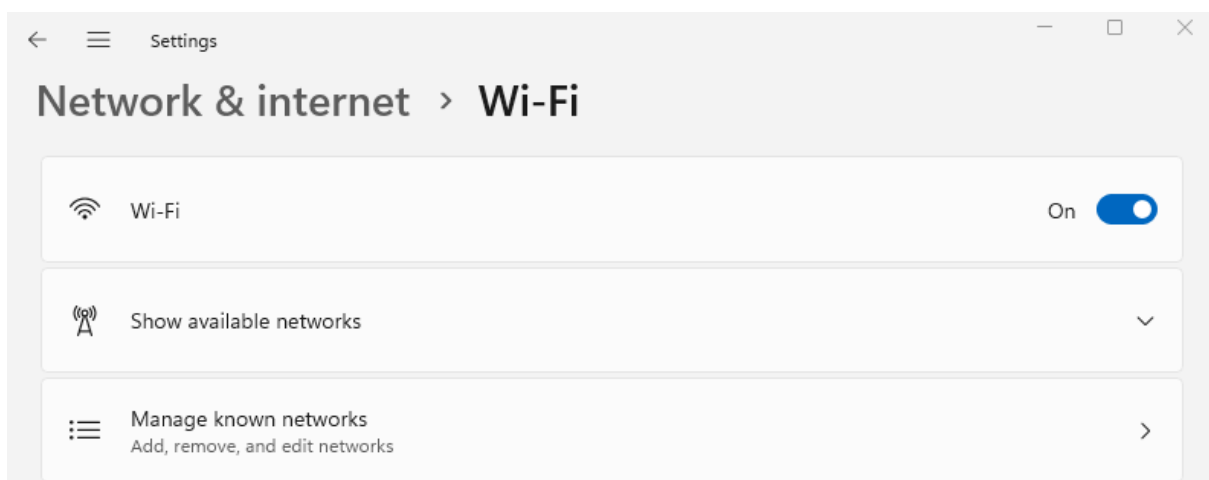 Settings
Network & internet > Wi-Fi
Wi-Fi On
Show available networks
Manage known networks
Add, remove, and edit networks